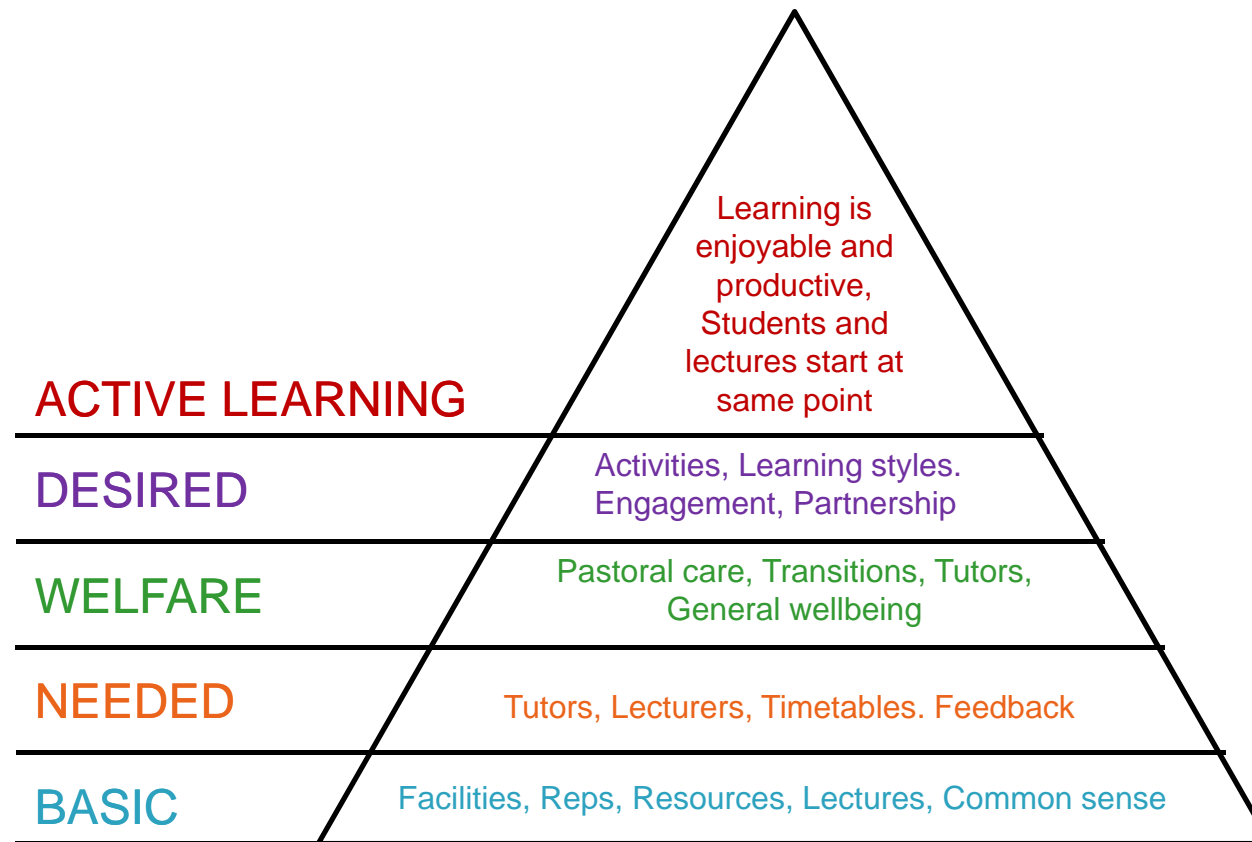 Learning is
enjoyable and
productive,
Students and
lectures start at
same point
ACTIVE LEARNING
DESIRED
Activities, Learning styles.
Engagement, Partnership
WELFARE
Pastoral care, Transitions, Tutors,
General wellbeing
NEEDED
Tutors, Lecturers, Timetables. Feedback
BASIC
Facilities, Reps, Resources, Lectures, Common sense